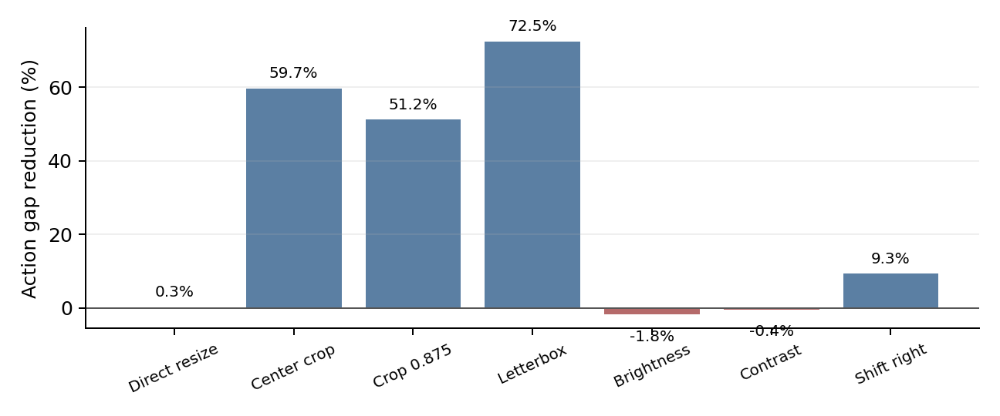 Action gap reduction (%)
60
40
20
0
0.3%
59.7%
51.2%
72.5%
-1.8%
-0.4%
9.3%
Direct resize
Center crop
Crop 0.875
Letterbox
Brightness
Contrast
Shift right